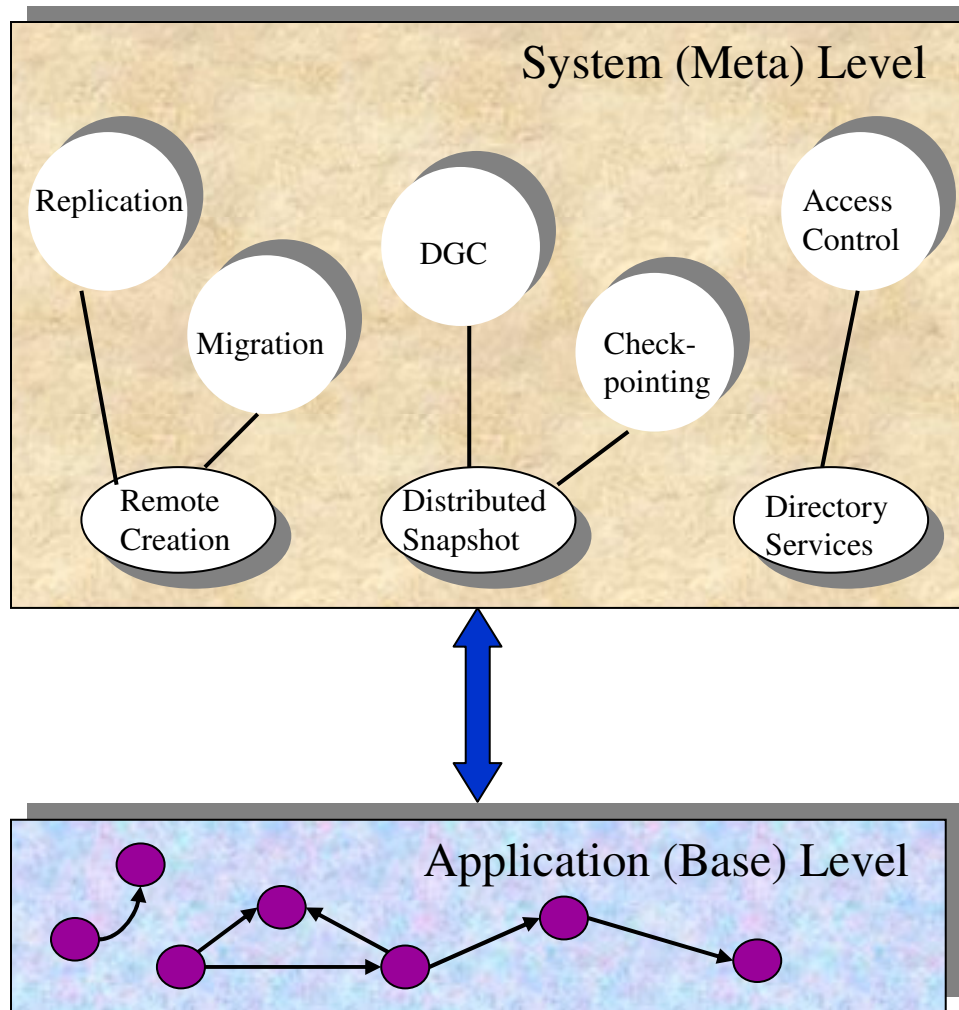 System (Meta) Level
Replication
Migration
DGC
Check-
pointing
Access
Control
Remote
Creation
Distributed
Snapshot
Directory
Services
Application (Base) Level